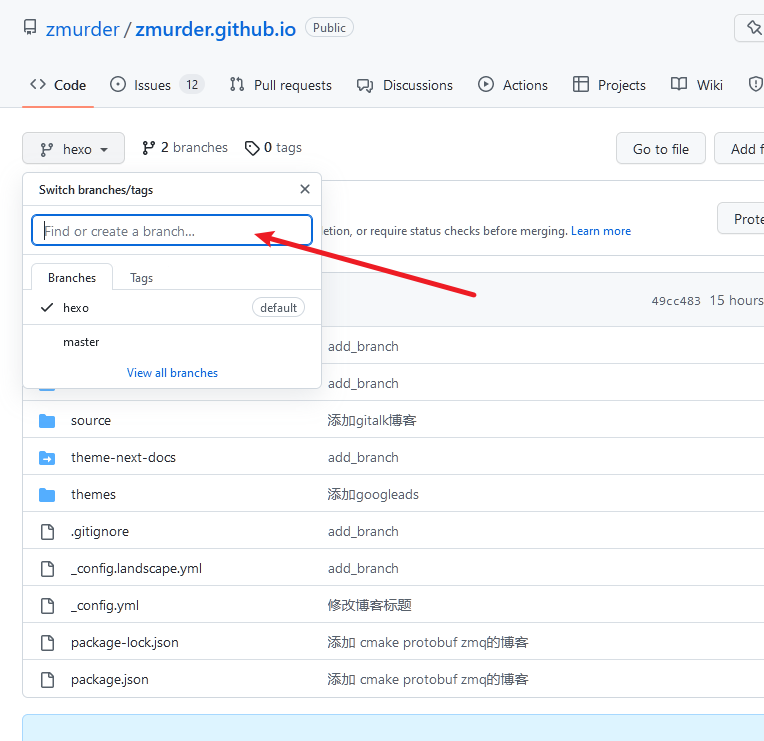 zmurder / zmurder.github.io Public
Code Issues 12 Pull requests Discussions Actions Projects Wiki
hexo 2 branches 0 tags Go to file Add f
Switch branches/tags
Find or create a branch...
etion, or require status checks before merging. Learn more Prote
Branches Tags
hexo default 49cc483 15 hours
master add_branch
View all branches
add_branch
source 添加gitalk博客
theme-next-docs add_branch
themes 添加googleads
.gitignore add_branch
_config.landscape.yml add_branch
_config.yml 修改博客标题
package-lock.json 添加 cmake protobuf zmq的博客
package.json 添加 cmake protobuf zmq的博客